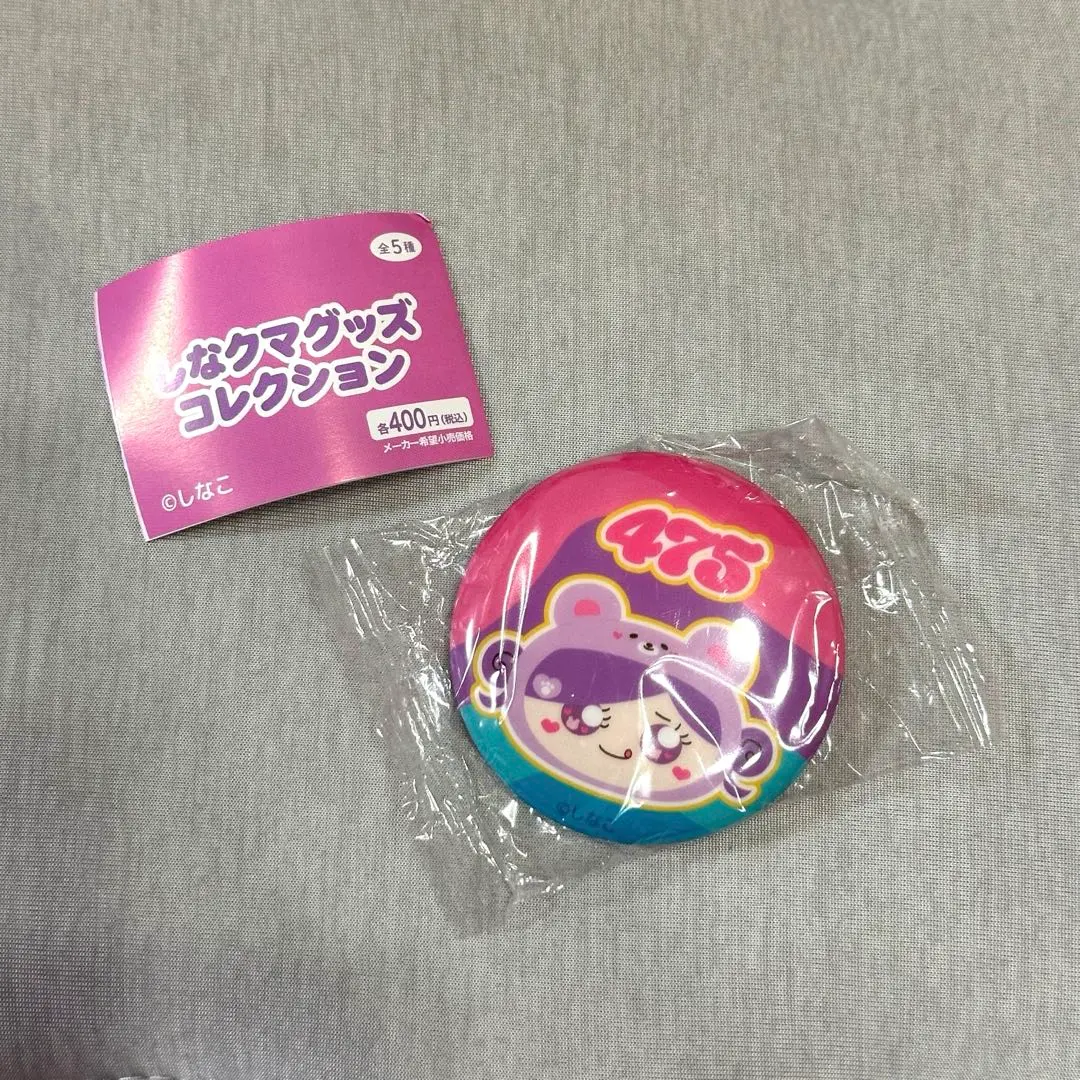 全5種
しなクマグッズ
コレクション
各400円(税込)
メーカー希望小売価格
©しなこ
475
©しなこ